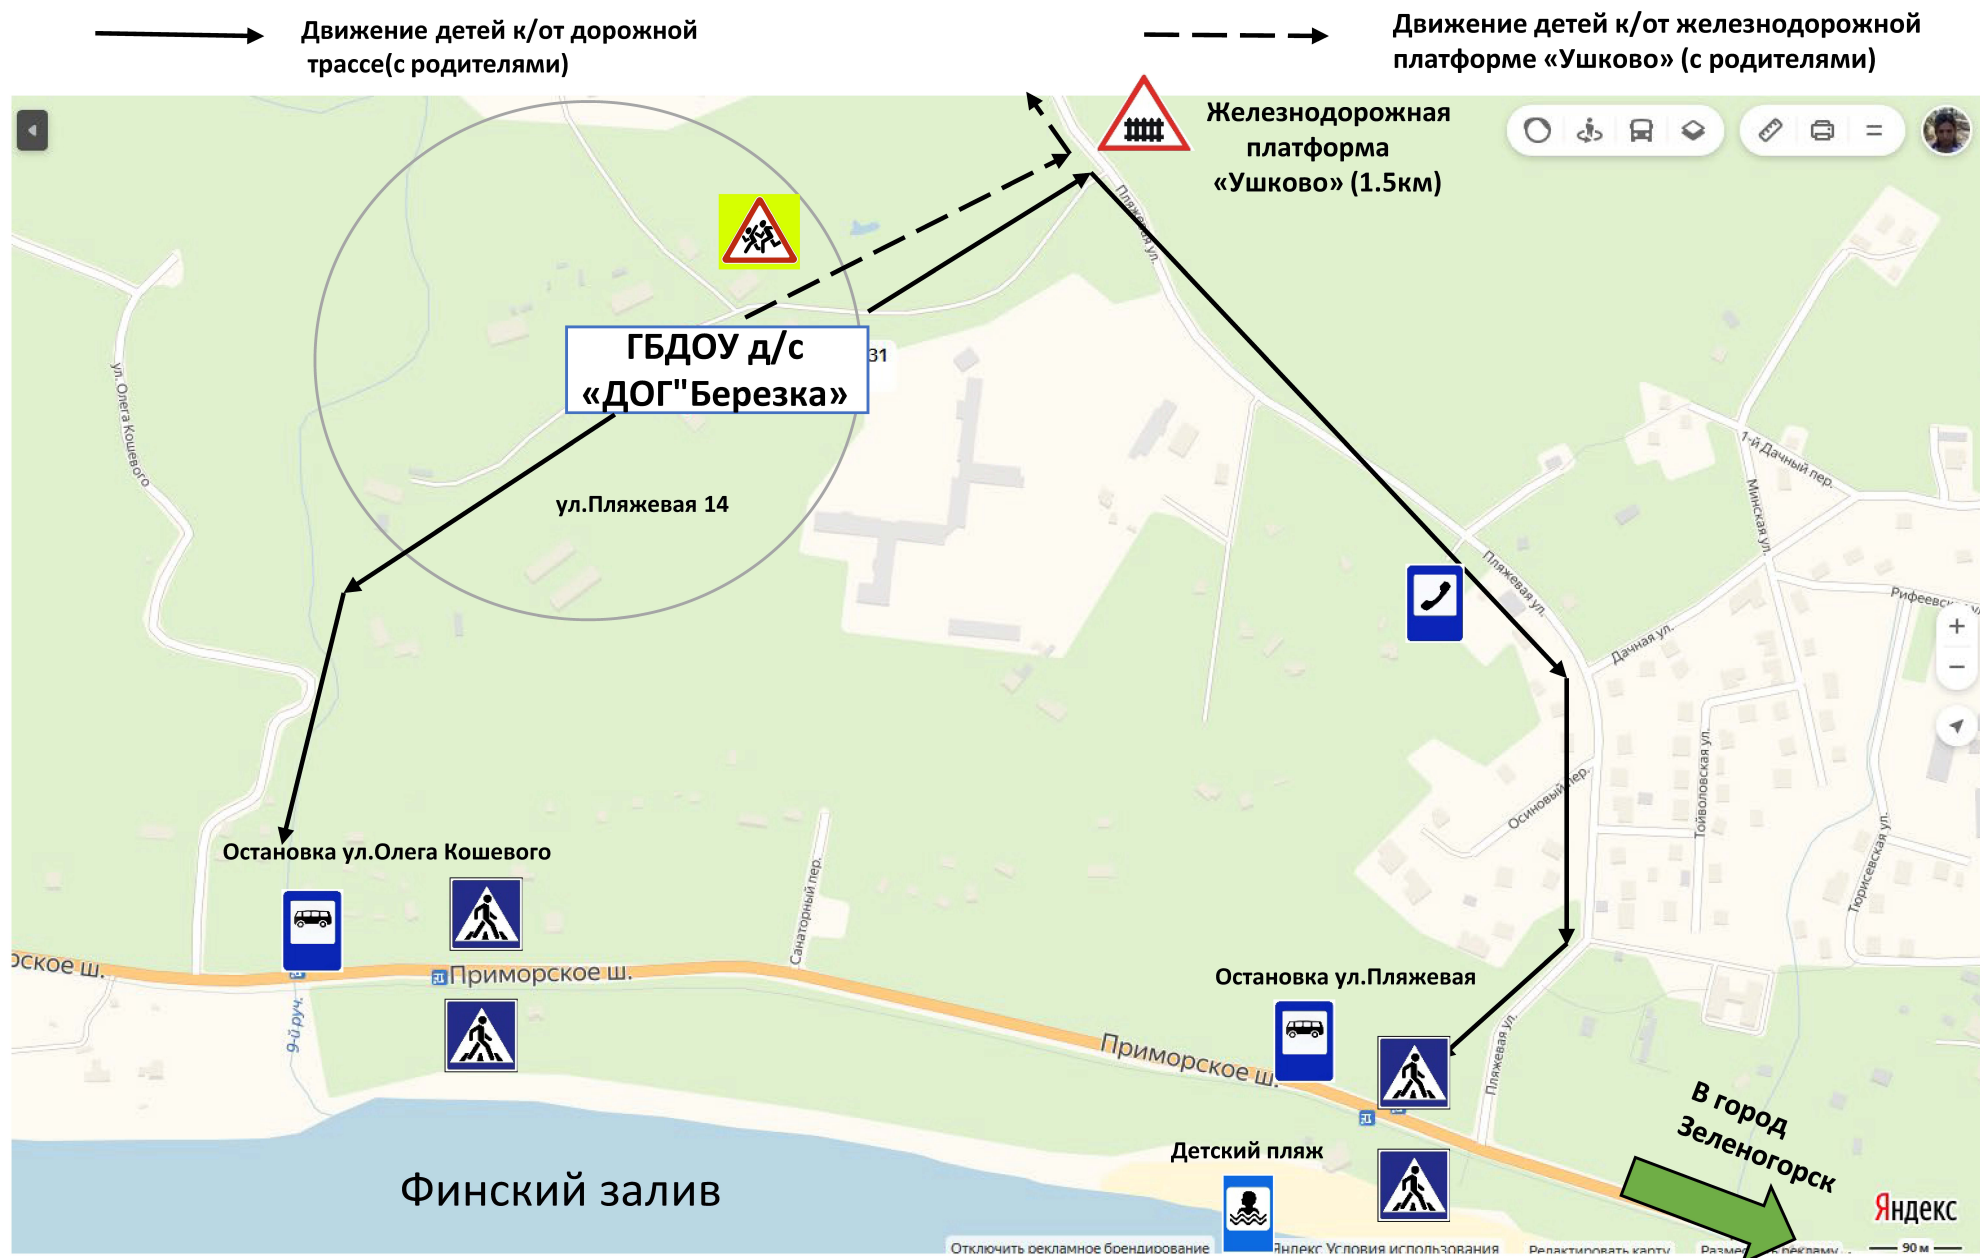 Движение детей к/от дорожной
трассе(с родителями)
Движение детей к/от железнодорожной
платформе «Ушково» (с родителями)
Железнодорожная
платформа
«Ушково» (1.5км)
Пляжевая ул.
ГБДОУ д/с
«ДОГ"Березка»
31
ул. Олега Кошевого
ул.Пляжевая 14
1-й Дачный пер.
Минская ул.
Пляжевая ул.
Дачная ул.
Тойволовская ул.
Осиновый пер.
Тюрисевская ул.
Остановка ул.Олега Кошевого
Санаторный пер.
Приморское ш.
Остановка ул.Пляжевая
9-й руч.
Приморское ш.
Пляжевая ул.
В город
Зеленогорск
Детский пляж
Финский залив
Яндекс
Отключить рекламное брендирование
Яндекс Условия использования
Редактировать карту
90 м